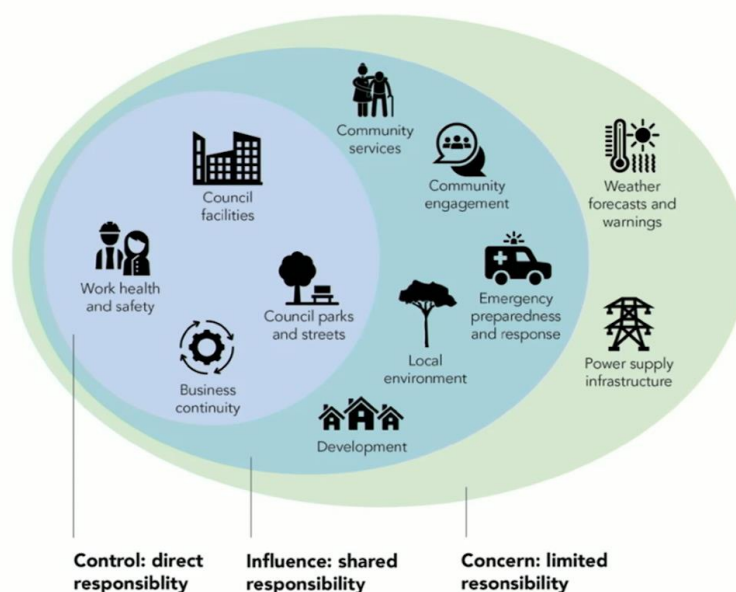 Community
services
Community
engagement
Weather
forecasts and
warnings
Council
facilities
Work health
and safety
Council parks
and streets
Emergency
preparedness
and response
Local
environment
Power supply
infrastructure
Business
continuity
Development
Control: direct
responsiblity
Influence: shared
responsibility
Concern: limited
resonsibility